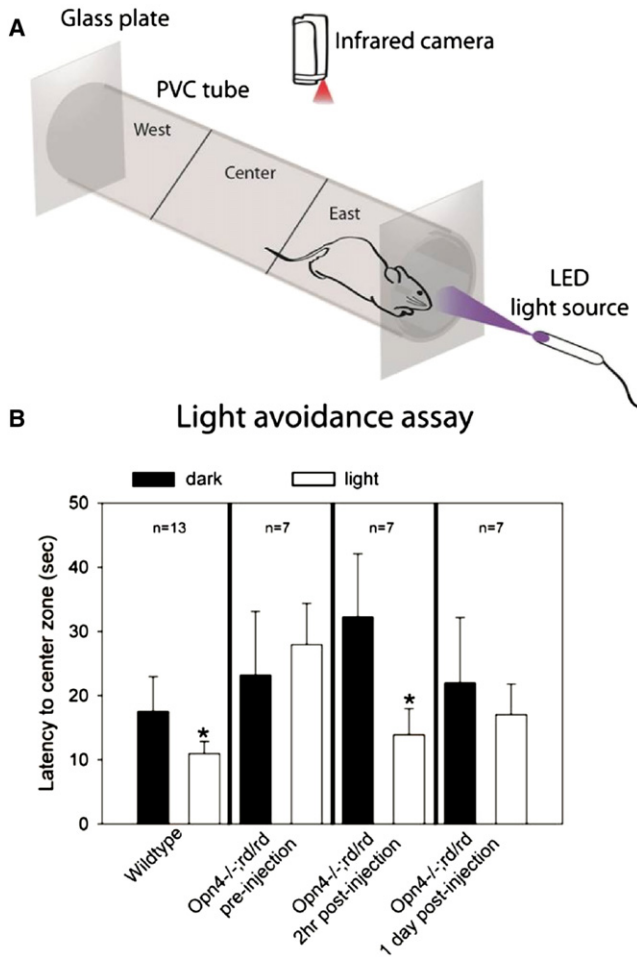 A
Glass plate
Infrared camera
PVC tube
West
Center
East
LED
light source
B
Light avoidance assay
dark
light
Latency to center zone (sec)
50
40
30
20
10
0
n=13
n=7
n=7
n=7
*
*
Wildtype
Opn4-/-;rd/rd
pre-injection
Opn4-/-;rd/rd
2hr post-injection
Opn4-/-;rd/rd
1 day post-injection